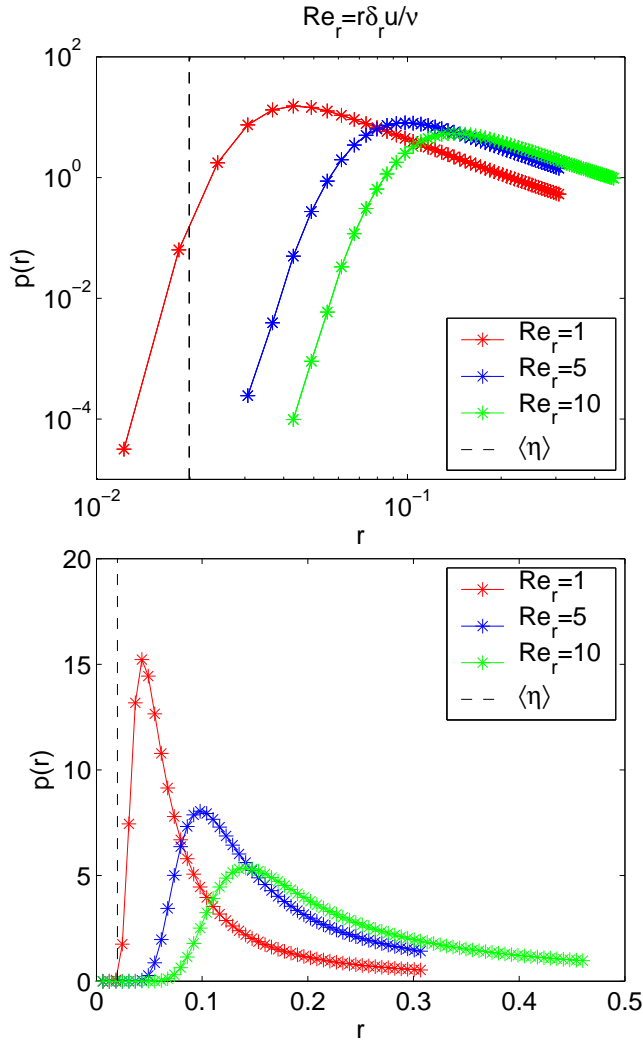 Re_r=rδ_r u/ν
10^2
10^0
10^−2
10^−4
p(r)
10^−2
10^−1
r
Re_r=1
Re_r=5
Re_r=10
⟨η⟩
20
15
10
5
0
p(r)
0
0.1
0.2
0.3
0.4
0.5
r
Re_r=1
Re_r=5
Re_r=10
⟨η⟩